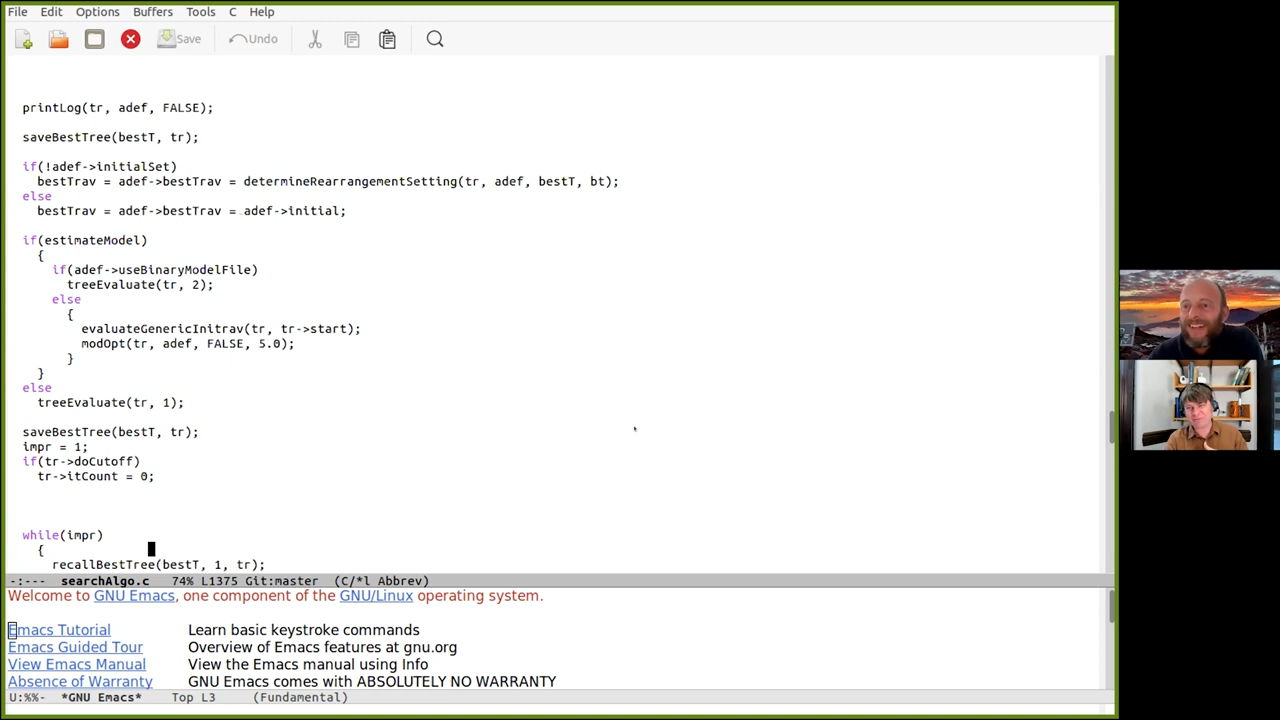 File Edit Options Buffers Tools C Help
Save Undo
printLog(tr, adef, FALSE);
saveBestTree(bestT, tr);
if(!adef->initialSet)
bestTrav = adef->bestTrav = determineRearrangementSetting(tr, adef, bestT, bt);
else
bestTrav = adef->bestTrav = adef->initial;
if(estimateModel)
{
if(adef->useBinaryModelFile)
treeEvaluate(tr, 2);
else
{
evaluateGenericInitrav(tr, tr->start);
modOpt(tr, adef, FALSE, 5.0);
}
}
else
treeEvaluate(tr, 1);
saveBestTree(bestT, tr);
impr = 1;
if(tr->doCutoff)
tr->itCount = 0;
while(impr)
{
recallBestTree(bestT, 1, tr);
-:--- searchAlgo.c 74% L1375 Git:master (C/*l Abbrev)
Welcome to GNU Emacs, one component of the GNU/Linux operating system.
Emacs Tutorial Learn basic keystroke commands
Emacs Guided Tour Overview of Emacs features at gnu.org
View Emacs Manual View the Emacs manual using Info
Absence of Warranty GNU Emacs comes with ABSOLUTELY NO WARRANTY
U:%%- *GNU Emacs* Top L3 (Fundamental)